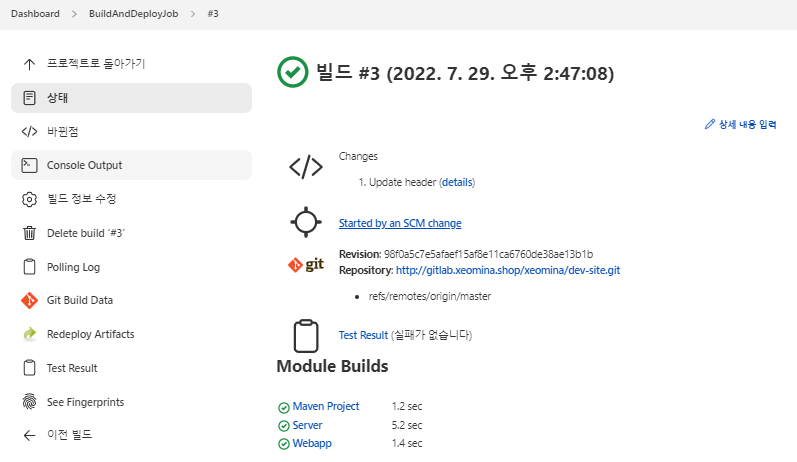 Dashboard > BuildAndDeployJob > #3
프로젝트로 돌아가기
상태
바뀐점
Console Output
빌드 정보 수정
Delete build '#3'
Polling Log
Git Build Data
Redeploy Artifacts
Test Result
See Fingerprints
이전 빌드
빌드 #3 (2022. 7. 29. 오후 2:47:08)
상세 내용 입력
Changes
1. Update header (details)
Started by an SCM change
git
Revision: 98f0a5c7e5afaef15af8e11ca6760de38ae13b1b
Repository: http://gitlab.xeomina.shop/xeomina/dev-site.git
• refs/remotes/origin/master
Test Result (실패가 없습니다)
Module Builds
Maven Project 1.2 sec
Server 5.2 sec
Webapp 1.4 sec